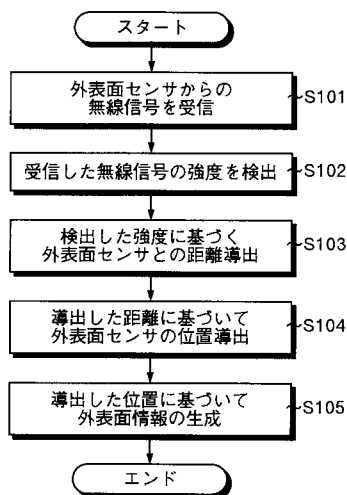 スタート
外表面センサからの
無線信号を受信
S101
受信した無線信号の強度を検出
S102
検出した強度に基づく
外表面センサとの距離導出
S103
導出した距離に基づいて
外表面センサの位置導出
S104
導出した位置に基づいて
外表面情報の生成
S105
エンド